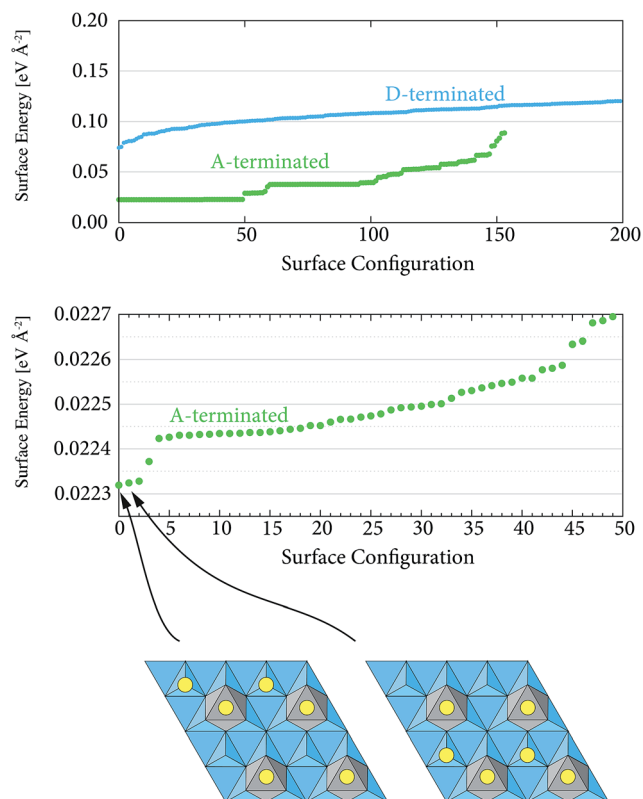 0.20
0.15
0.10
0.05
0.00
Surface Energy [eV Å-2]
D-terminated
A-terminated
0 50 100 150 200
Surface Configuration
0.0227
0.0226
0.0225
0.0224
0.0223
Surface Energy [eV Å-2]
A-terminated
0 5 10 15 20 25 30 35 40 45 50
Surface Configuration